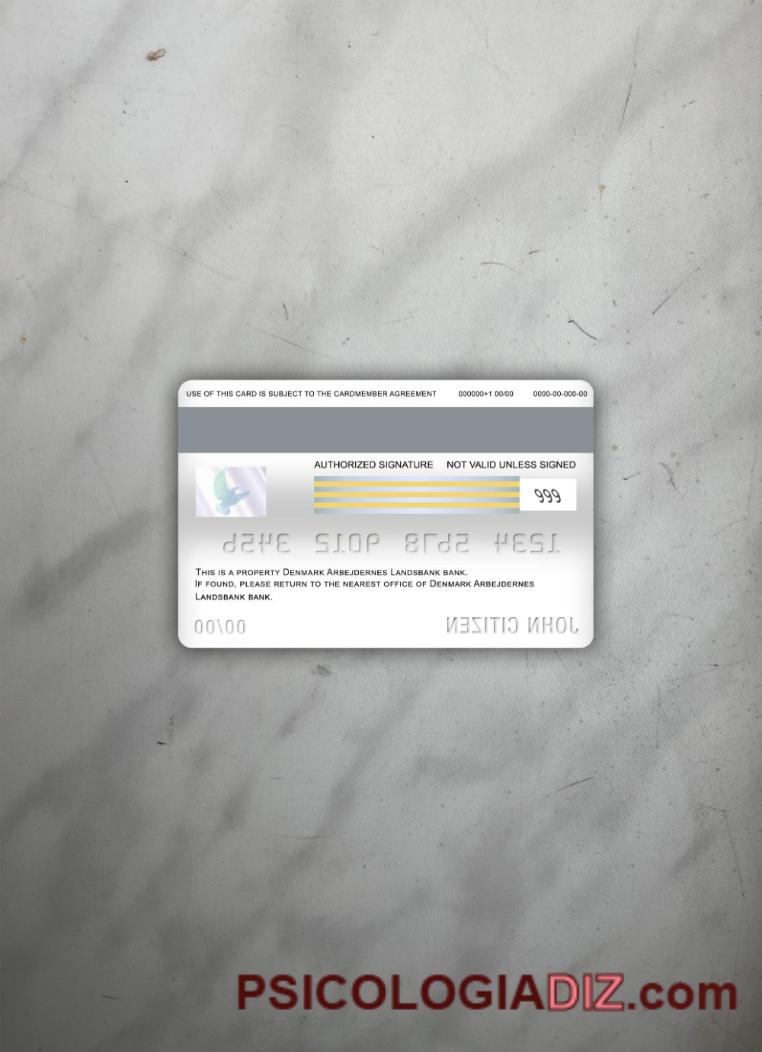 USE OF THIS CARD IS SUBJECT TO THE CARDMEMBER AGREEMENT 000000+1 00/00 0000-00-000-00
AUTHORIZED SIGNATURE NOT VALID UNLESS SIGNED
999
1234 5678 9012 3456
THIS IS A PROPERTY DENMARK ARBEJDERNES LANDSBANK BANK.
IF FOUND, PLEASE RETURN TO THE NEAREST OFFICE OF DENMARK ARBEJDERNES
LANDSBANK BANK.
00/00 JOHN CITIZEN
PSICOLOGIADIZ.com